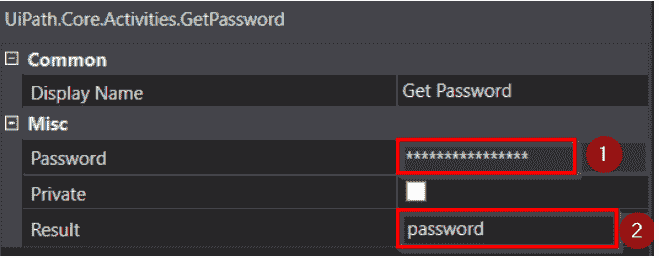 UiPath.Core.Activities.GetPassword
Common
Display Name Get Password
Misc
Password **************** 1
Private
Result password 2